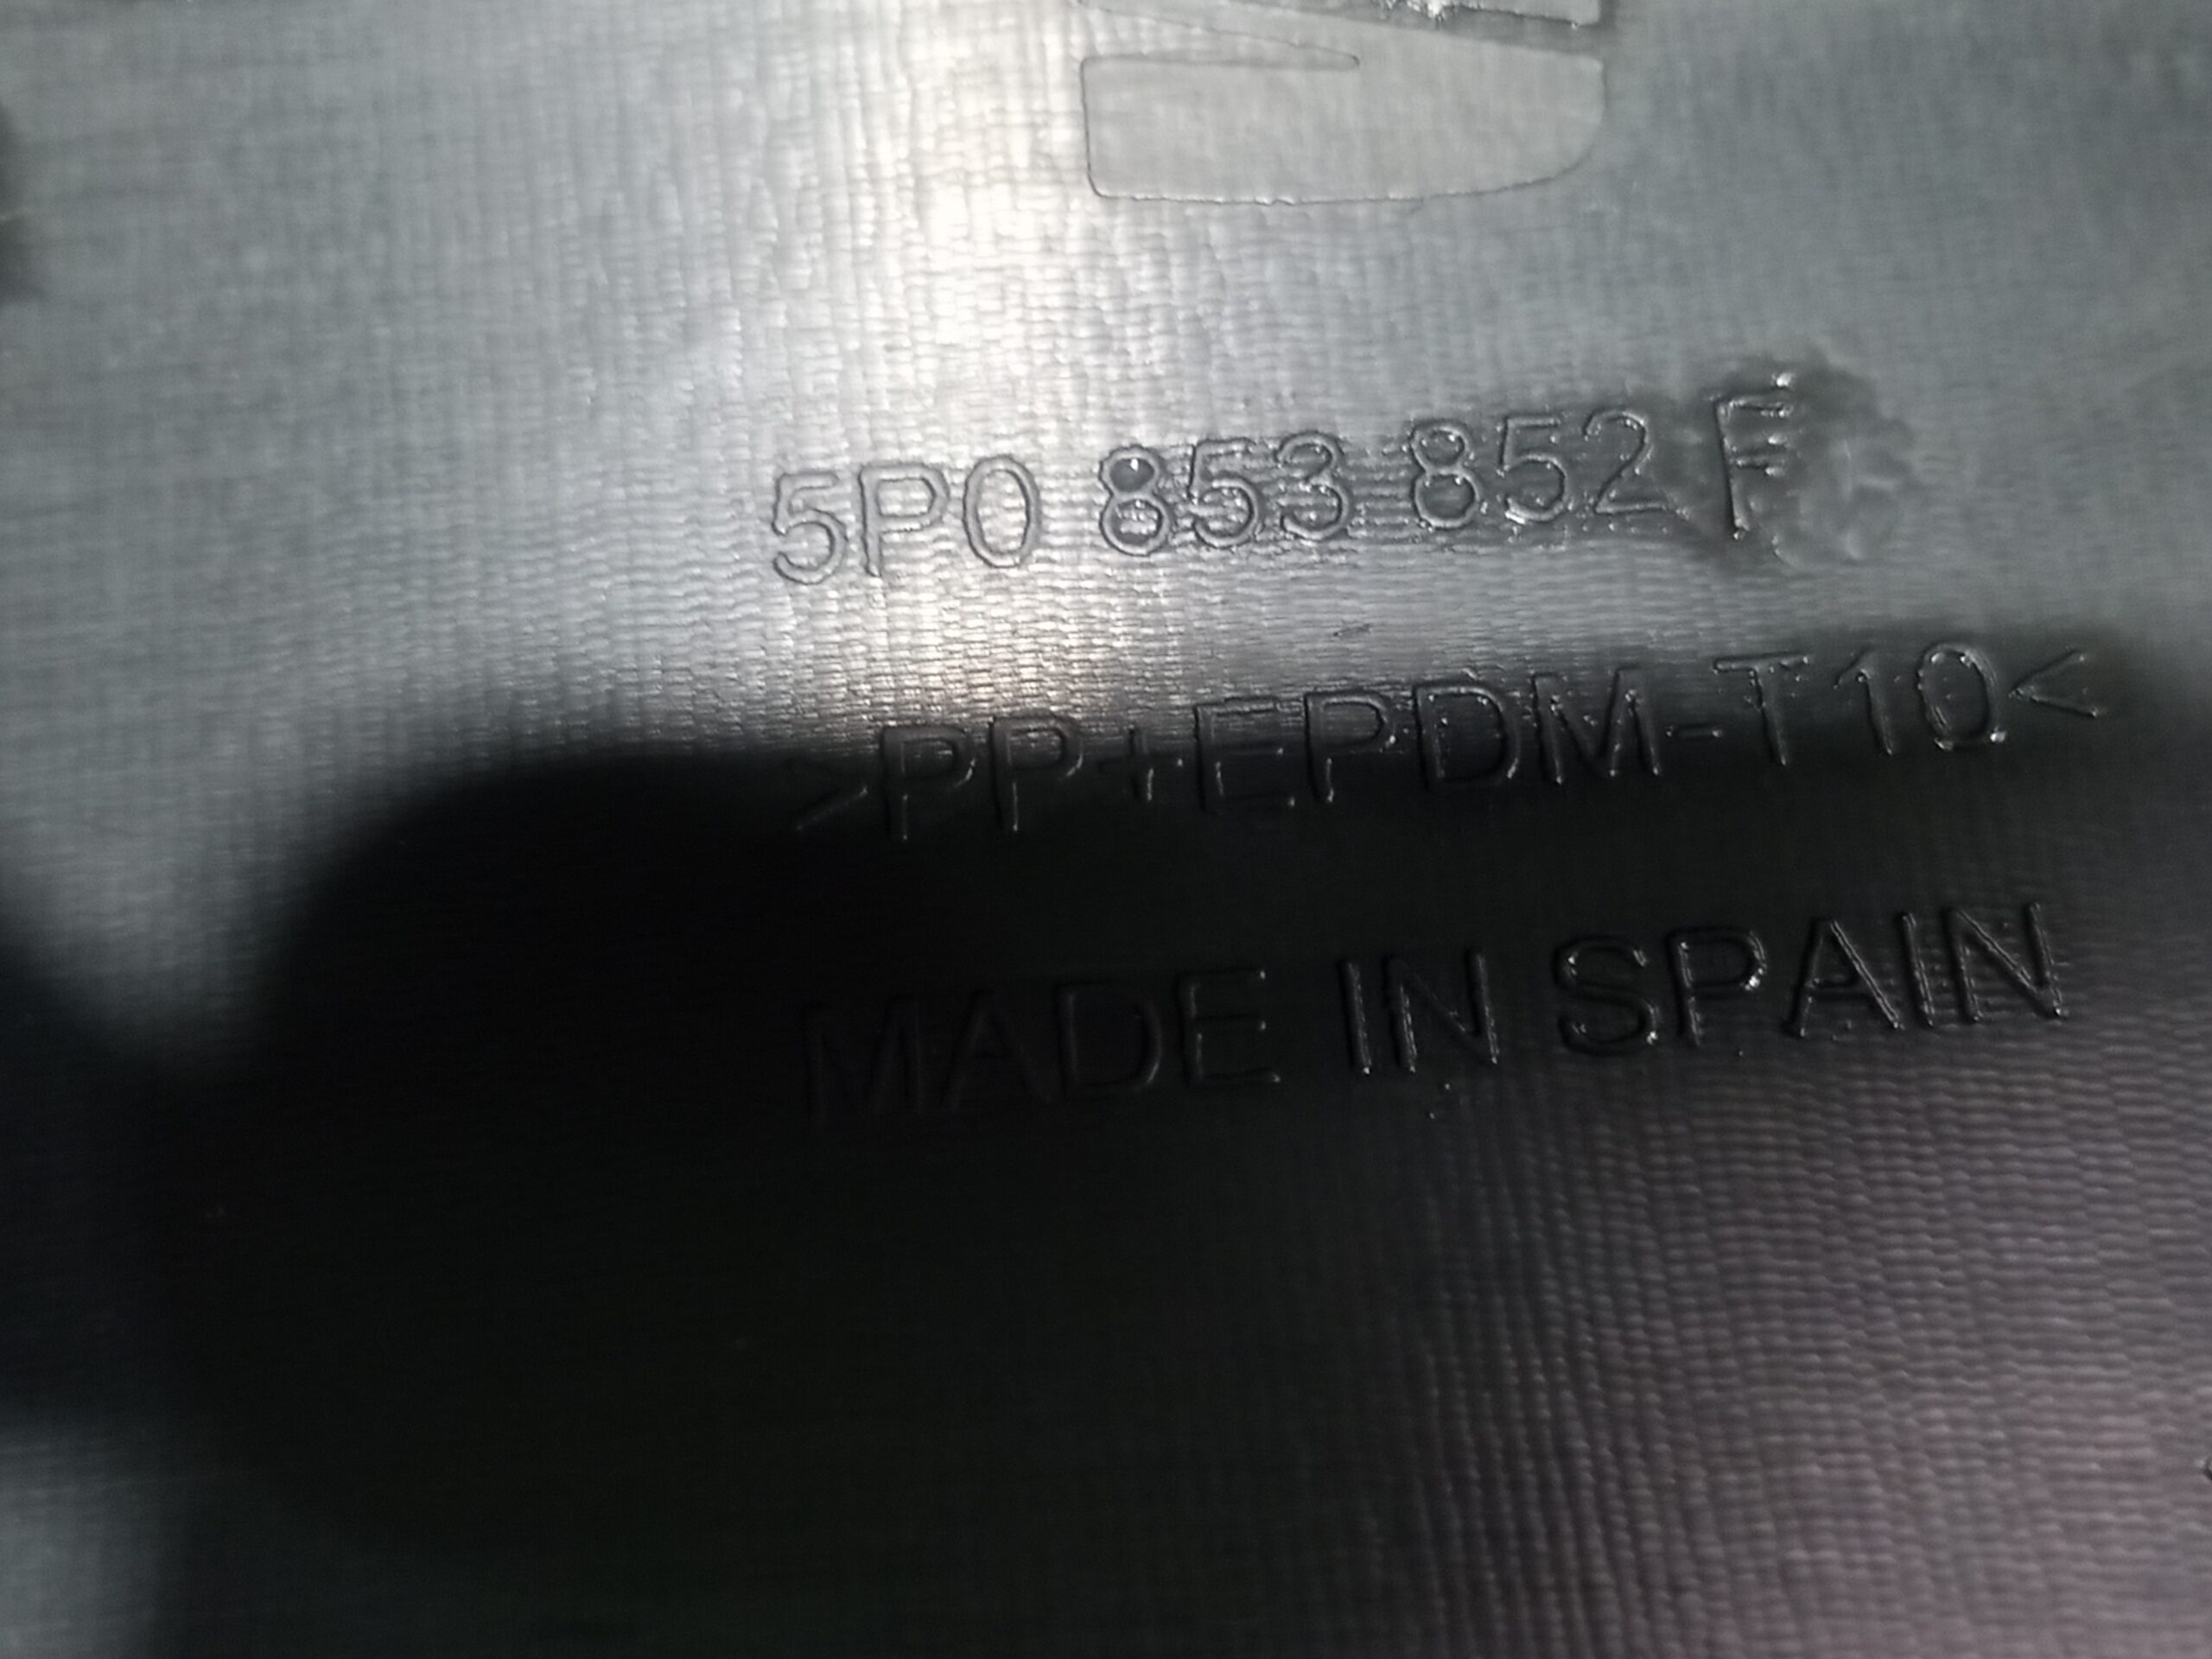 5P0 853 852 F
>PP+EPDM-T10<
MADE IN SPAIN